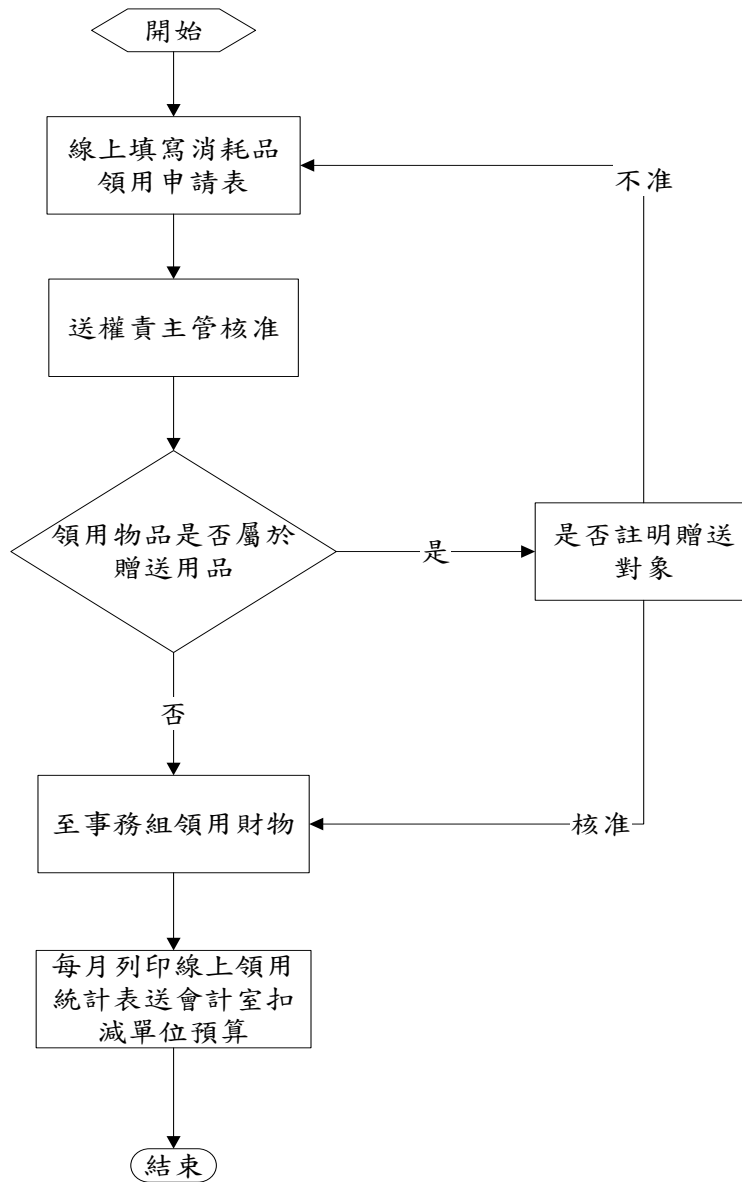 開始
線上填寫消耗品
領用申請表
不准
送權責主管核准
領用物品是否屬於
贈送用品
是
是否註明贈送
對象
否
至事務組領用財物
核准
每月列印線上領用
統計表送會計室扣
減單位預算
結束